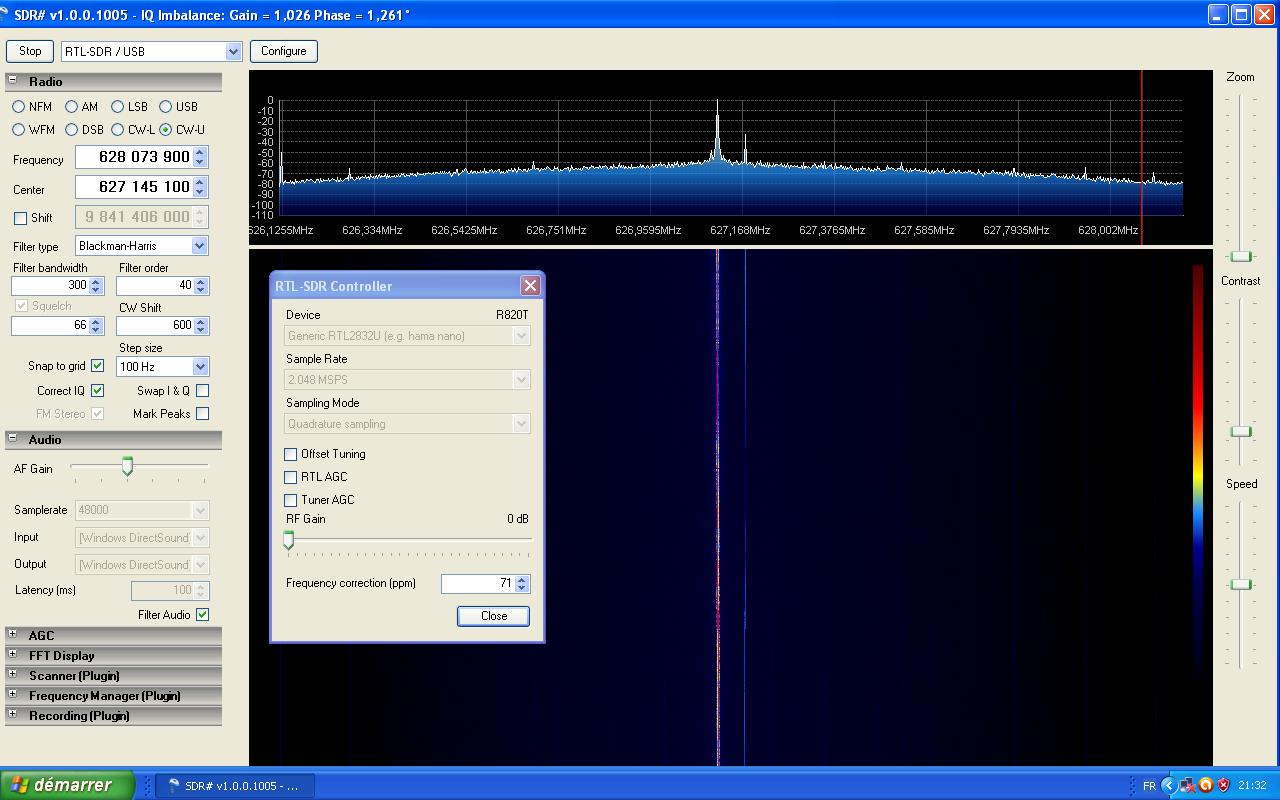 SDR# v1.0.0.1005 - IQ Imbalance: Gain = 1,026 Phase = 1,261°
Stop
RTL-SDR / USB
Configure
Radio
NFM AM LSB USB
WFM DSB CW-L CW-U
Frequency 628 073 900
Center 627 145 100
Shift 9 841 406 000
Filter type Blackman-Harris
Filter bandwidth Filter order
300 40
Squelch CW Shift
66 600
Step size
Snap to grid 100 Hz
Correct IQ Swap I & Q
FM Stereo Mark Peaks
Audio
AF Gain
Samplerate 48000
Input [Windows DirectSound]
Output [Windows DirectSound]
Latency (ms) 100
Filter Audio
AGC
FFT Display
Scanner (Plugin)
Frequency Manager (Plugin)
Recording (Plugin)
0
-10
-20
-30
-40
-50
-60
-70
-80
-90
-100
-110
626,1255MHz 626,334MHz 626,5425MHz 626,751MHz 626,9595MHz 627,168MHz 627,3765MHz 627,585MHz 627,7935MHz 628,002MHz
RTL-SDR Controller
Device R820T
Generic RTL2832U (e.g. hama nano)
Sample Rate
2.048 MSPS
Sampling Mode
Quadrature sampling
Offset Tuning
RTL AGC
Tuner AGC
RF Gain 0 dB
Frequency correction (ppm) 71
Close
Zoom
Contrast
Speed
démarrer
SDR# v1.0.0.1005 - ...
FR
21:32